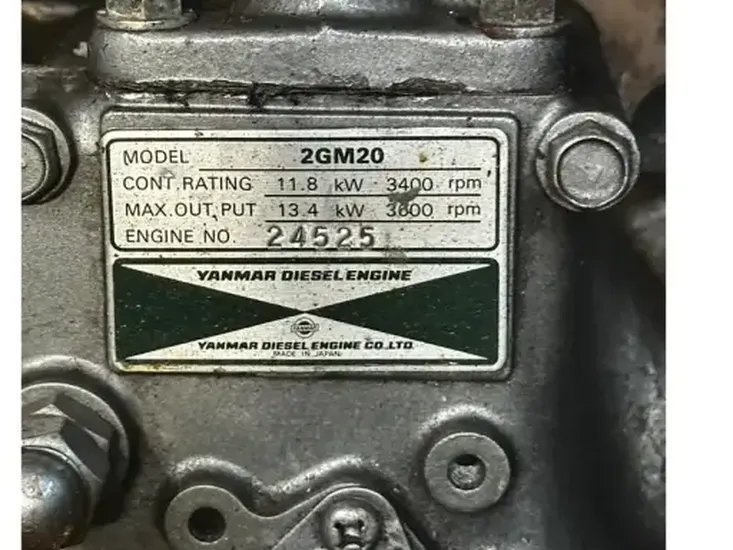 MODEL 2GM20
CONT.RATING 11.8 kW 3400 rpm
MAX.OUT.PUT 13.4 kW 3600 rpm
ENGINE NO. 24525
YANMAR DIESEL ENGINE
YANMAR
YANMAR DIESEL ENGINE CO.,LTD.
MADE IN JAPAN